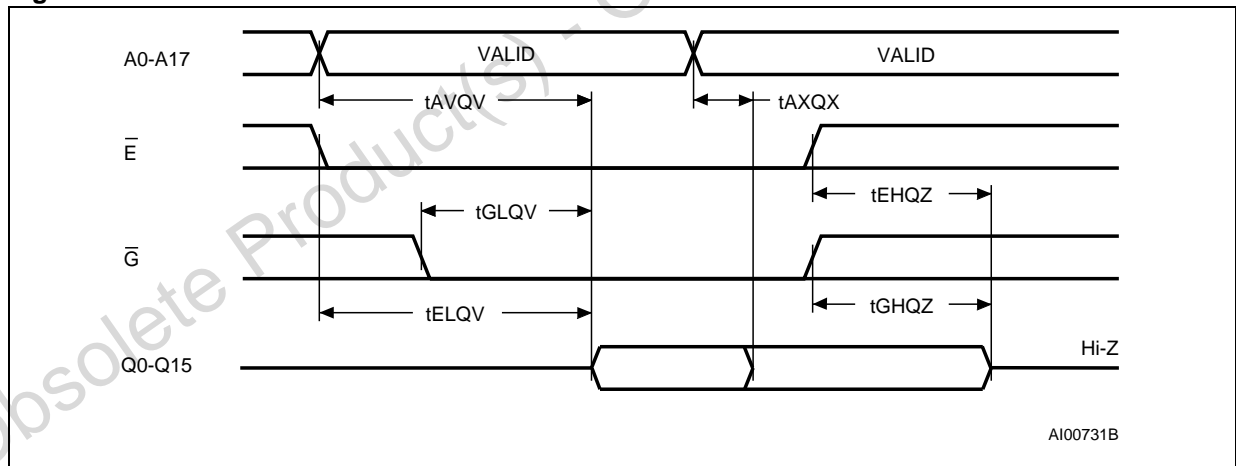 A0-A17
VALID
VALID
tAVQV
tAXQX
E
tEHQZ
tGLQV
G
tGHQZ
tELQV
Q0-Q15
Hi-Z
AI00731B
Obsolete Product(s) -